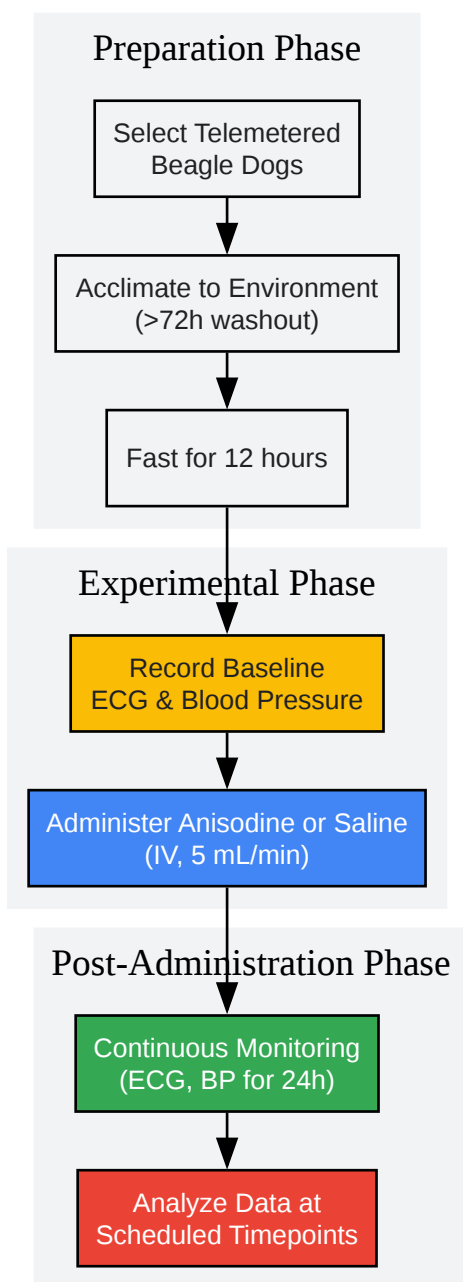 Preparation Phase
Select Telemetered
Beagle Dogs
Acclimate to Environment
(>72h washout)
Fast for 12 hours
Experimental Phase
Record Baseline
ECG & Blood Pressure
Administer Anisodine or Saline
(IV, 5 mL/min)
Post-Administration Phase
Continuous Monitoring
(ECG, BP for 24h)
Analyze Data at
Scheduled Timepoints